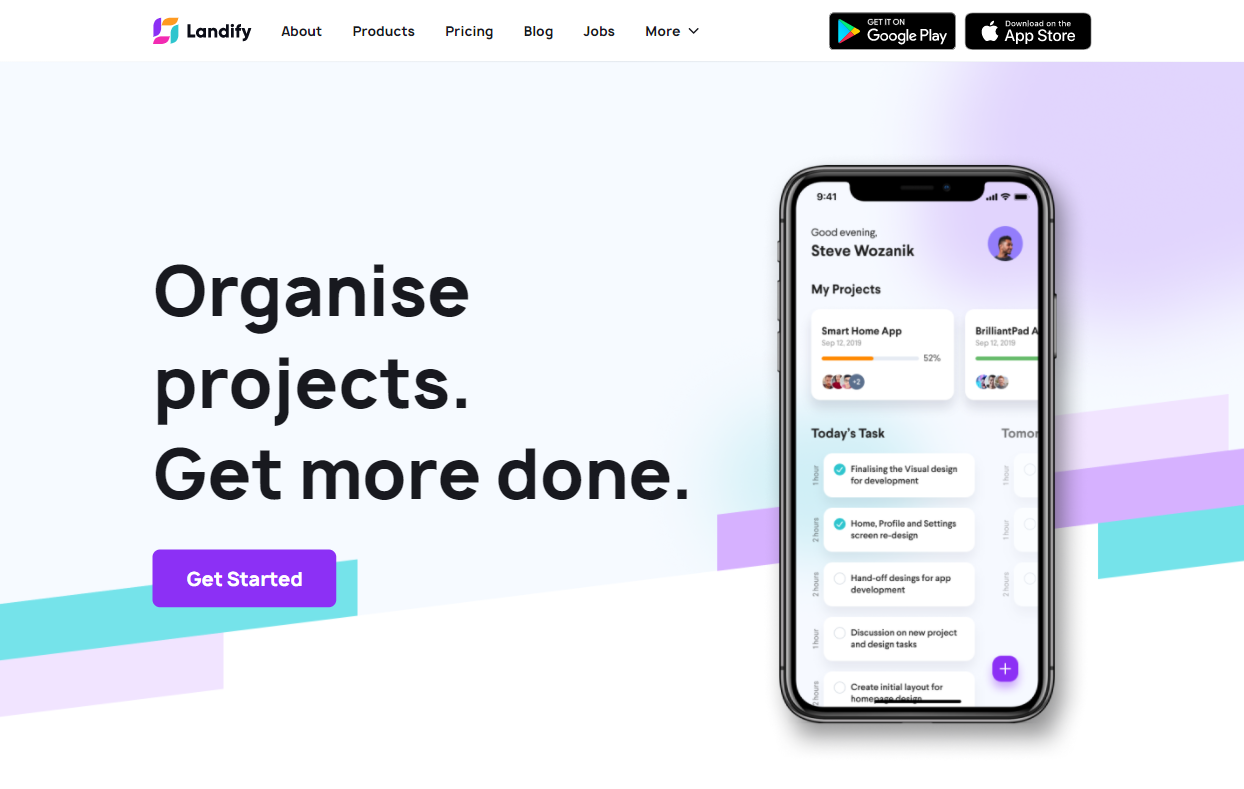 Landify
About
Products
Pricing
Blog
Jobs
More
GET IT ON
Google Play
Download on the
App Store
Organise
projects.
Get more done.
Get Started
9:41
Good evening,
Steve Wozanik
My Projects
Smart Home App
Sep 12, 2019
52%
+2
BrilliantPad A
Sep 12, 2019
Today's Task
Tomor
1 hour
Finalising the Visual design
for development
1 hour
2 hours
Home, Profile and Settings
screen re-design
1 hour
2 hours
Hand-off desings for app
development
2 hours
1 hour
Discussion on new project
and design tasks
2 hours
Create initial layout for
homepage design